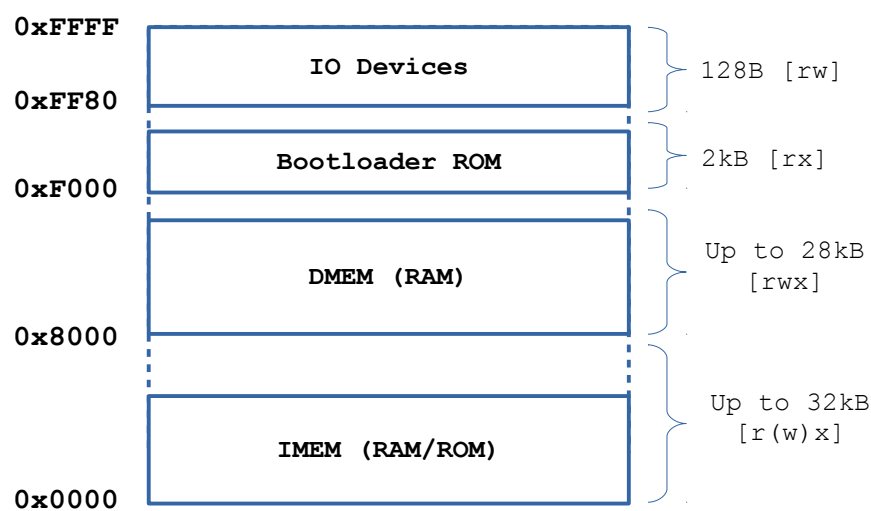 0xFFFF
IO Devices
128B [rw]
0xFF80
Bootloader ROM
2kB [rx]
0xF000
Up to 28kB
[rwx]
DMEM (RAM)
0x8000
Up to 32kB
[r(w)x]
IMEM (RAM/ROM)
0x0000